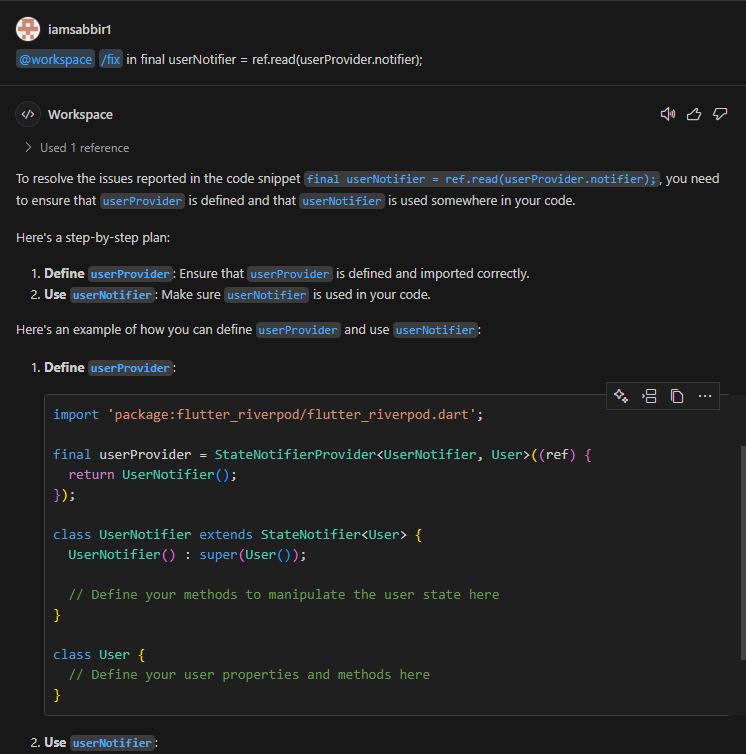 iamsabbir1
@workspace /fix in final userNotifier = ref.read(userProvider.notifier);
Workspace
Used 1 reference
To resolve the issues reported in the code snippet final userNotifier = ref.read(userProvider.notifier);, you need
to ensure that userProvider is defined and that userNotifier is used somewhere in your code.
Here's a step-by-step plan:
1. Define userProvider: Ensure that userProvider is defined and imported correctly.
2. Use userNotifier: Make sure userNotifier is used in your code.
Here's an example of how you can define userProvider and use userNotifier:
1. Define userProvider:
import 'package:flutter_riverpod/flutter_riverpod.dart';
final userProvider = StateNotifierProvider<UserNotifier, User>((ref) {
  return UserNotifier();
});
class UserNotifier extends StateNotifier<User> {
  UserNotifier() : super(User());
  // Define your methods to manipulate the user state here
}
class User {
  // Define your user properties and methods here
}
2. Use userNotifier: